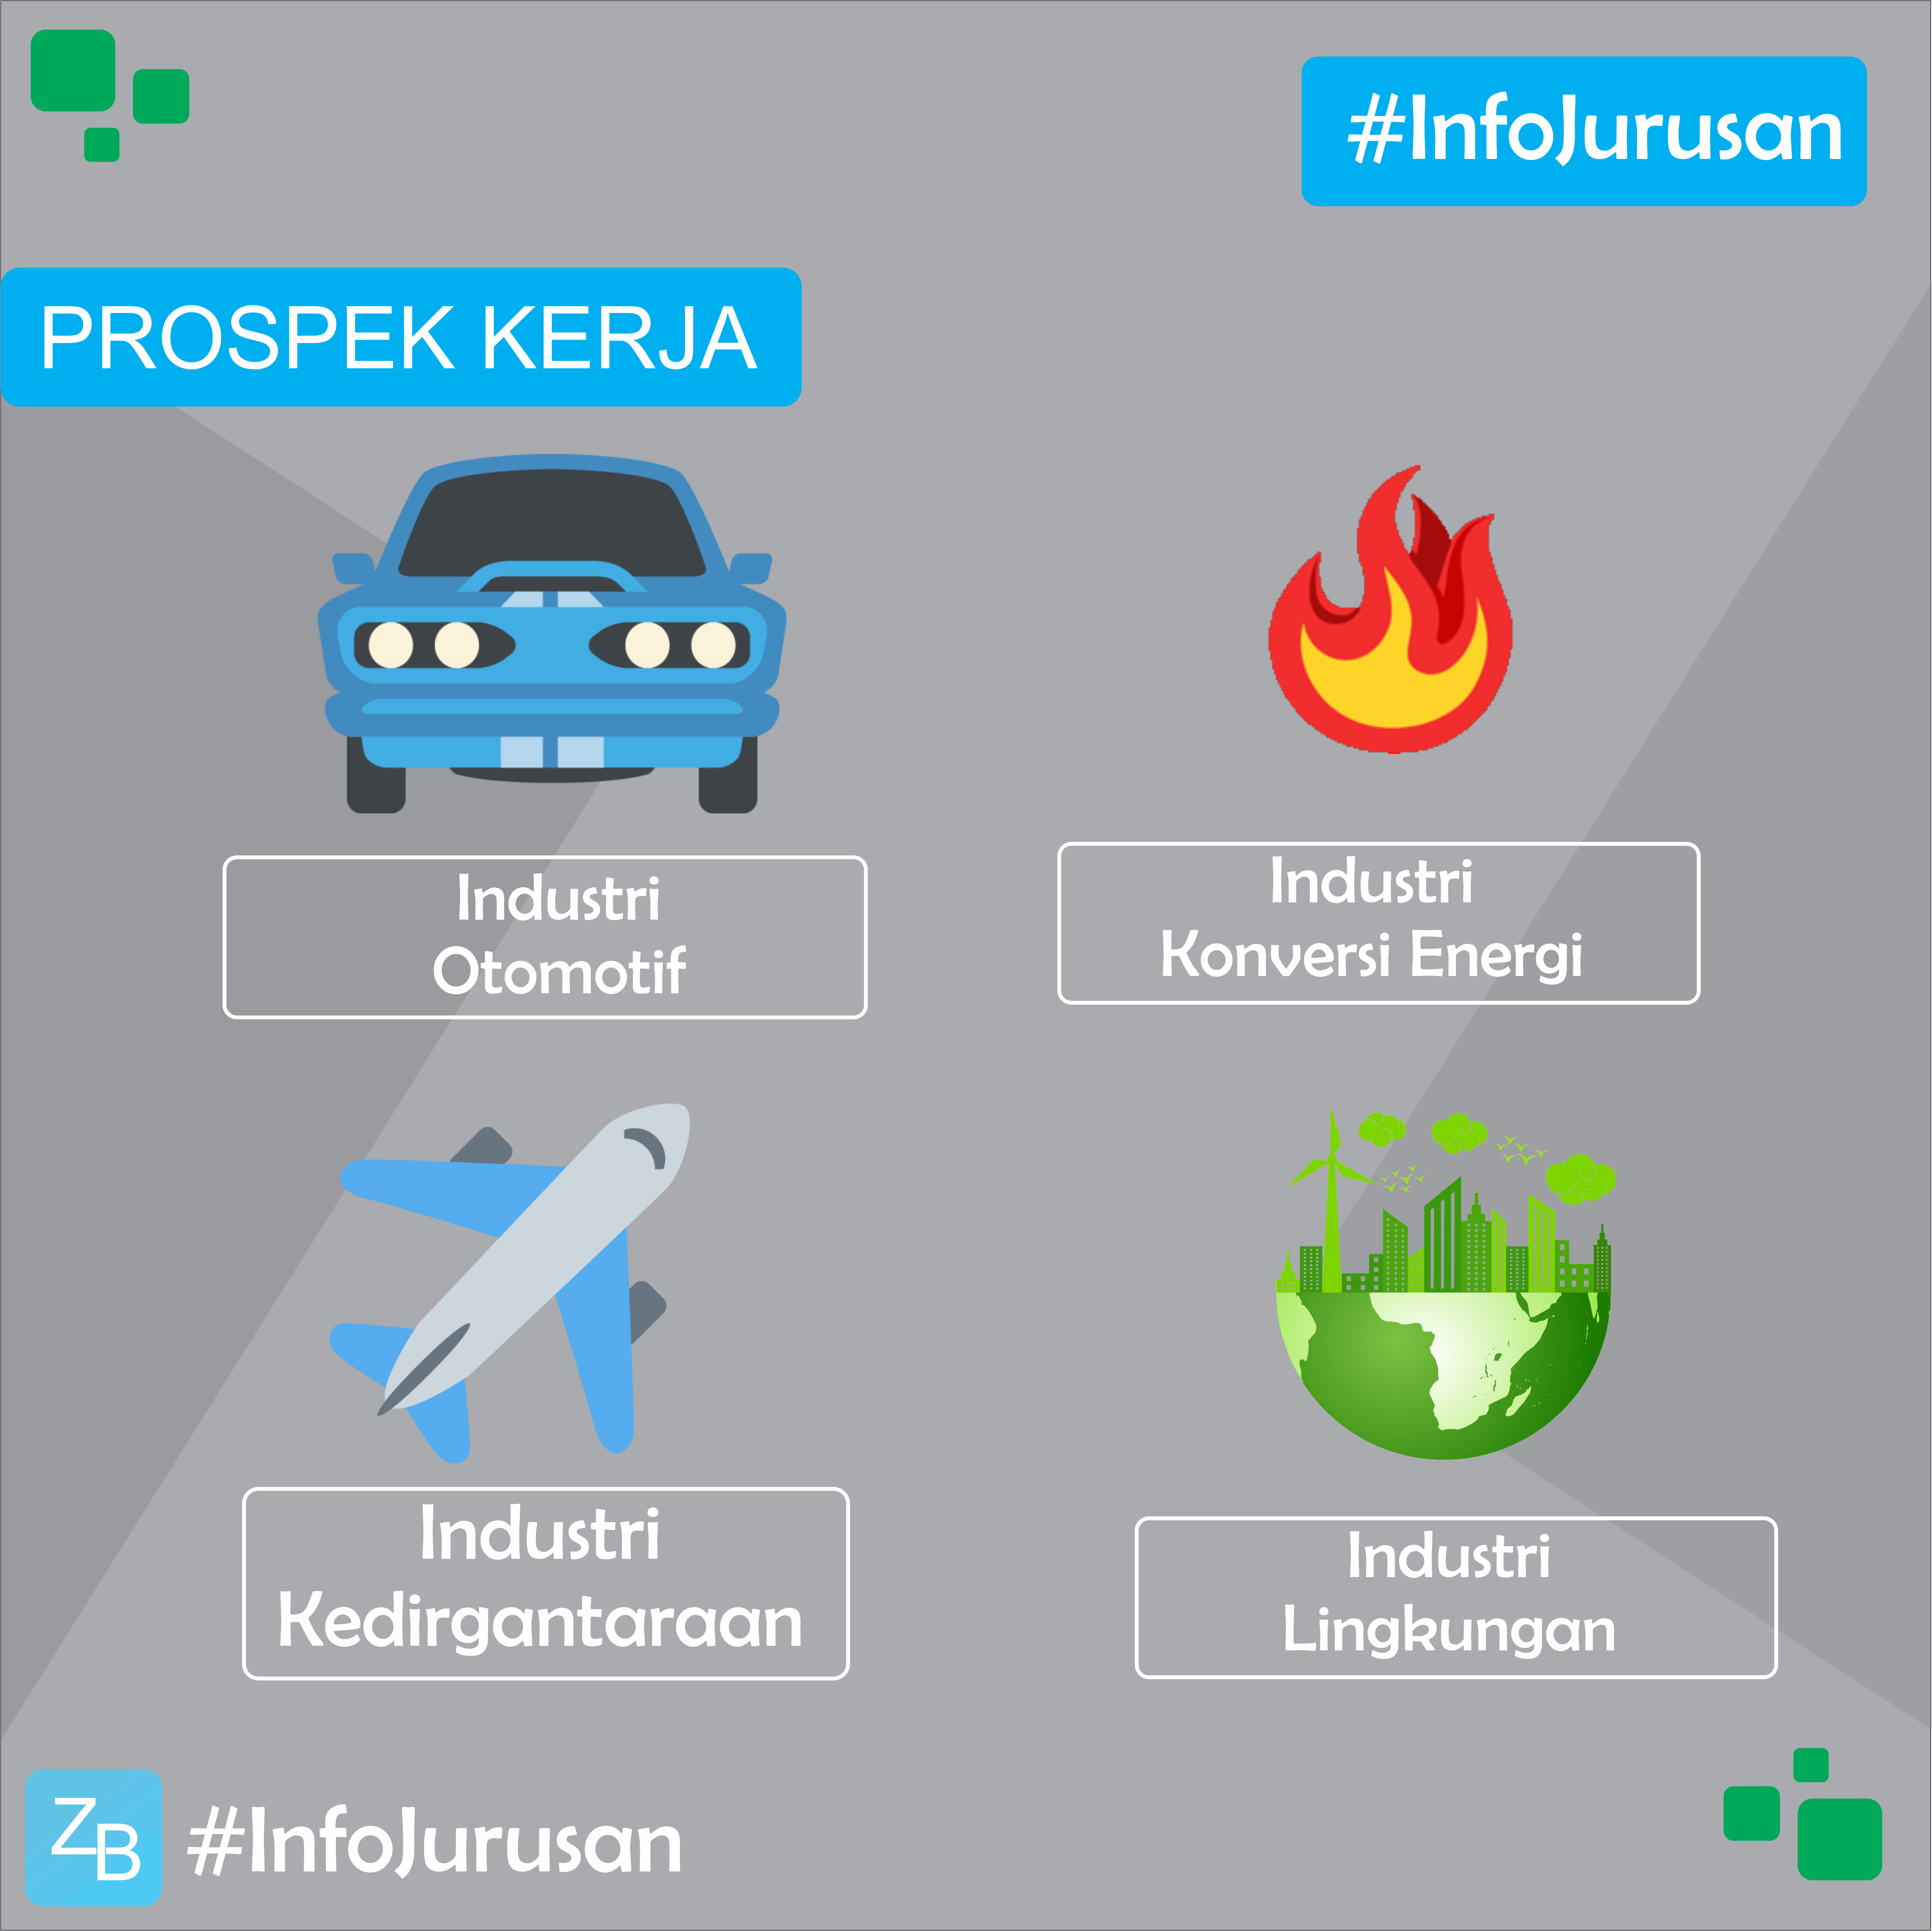 #InfoJurusan
PROSPEK KERJA
Industri
Otomotif
Industri
Konversi Energi
Industri
Kedirgantaraan
Industri
Lingkungan
ZB
#InfoJurusan